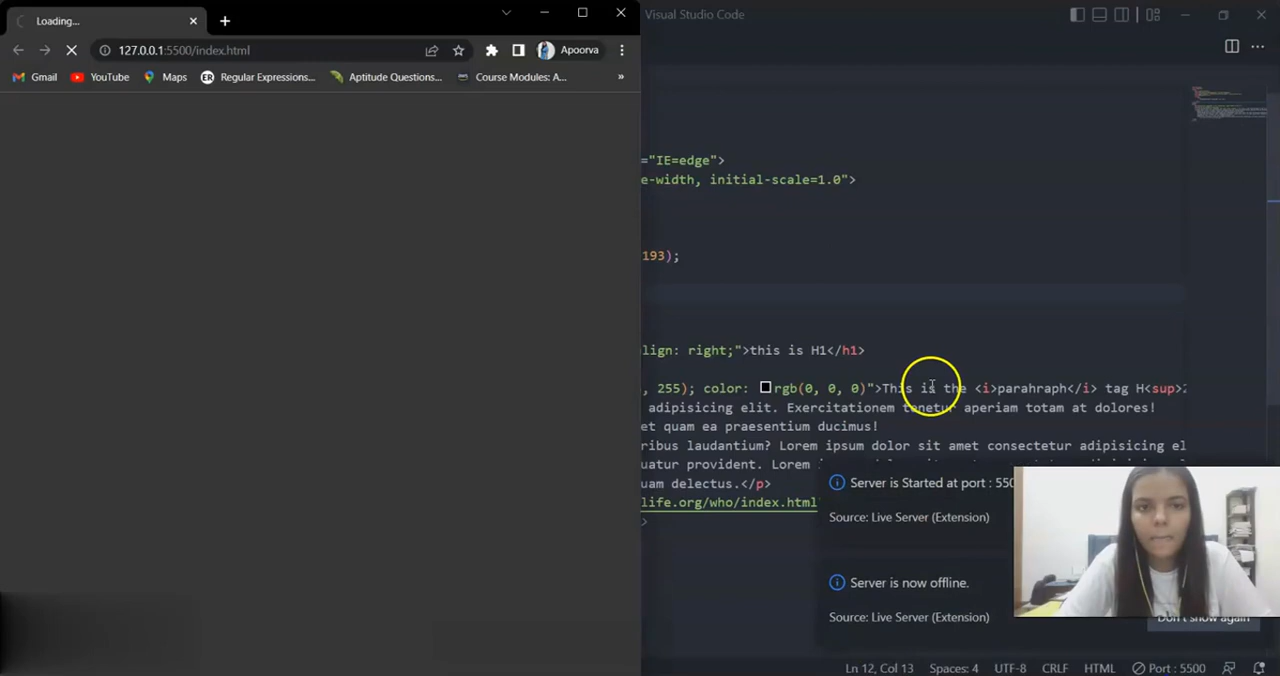 Loading...
127.0.0.1:5500/index.html
Apoorva
Gmail
YouTube
Maps
ER
Regular Expressions...
Aptitude Questions...
Course Modules: A...
»
Visual Studio Code
="IE=edge">
e-width, initial-scale=1.0">
193);
lign: right;">this is H1</h1>
, 255); color: rgb(0, 0, 0)">This is the <i>parahraph</i> tag H<sup>2
adipisicing elit. Exercitationem tenetur aperiam totam at dolores!
et quam ea praesentium ducimus!
ribus laudantium? Lorem ipsum dolor sit amet consectetur adipisicing el
uatur provident. Lorem
uam delectus.</p>
life.org/who/index.html
>
Server is Started at port : 550
Source: Live Server (Extension)
Server is now offline.
Source: Live Server (Extension)
Don't show again
Ln 12, Col 13
Spaces: 4
UTF-8
CRLF
HTML
Port : 5500